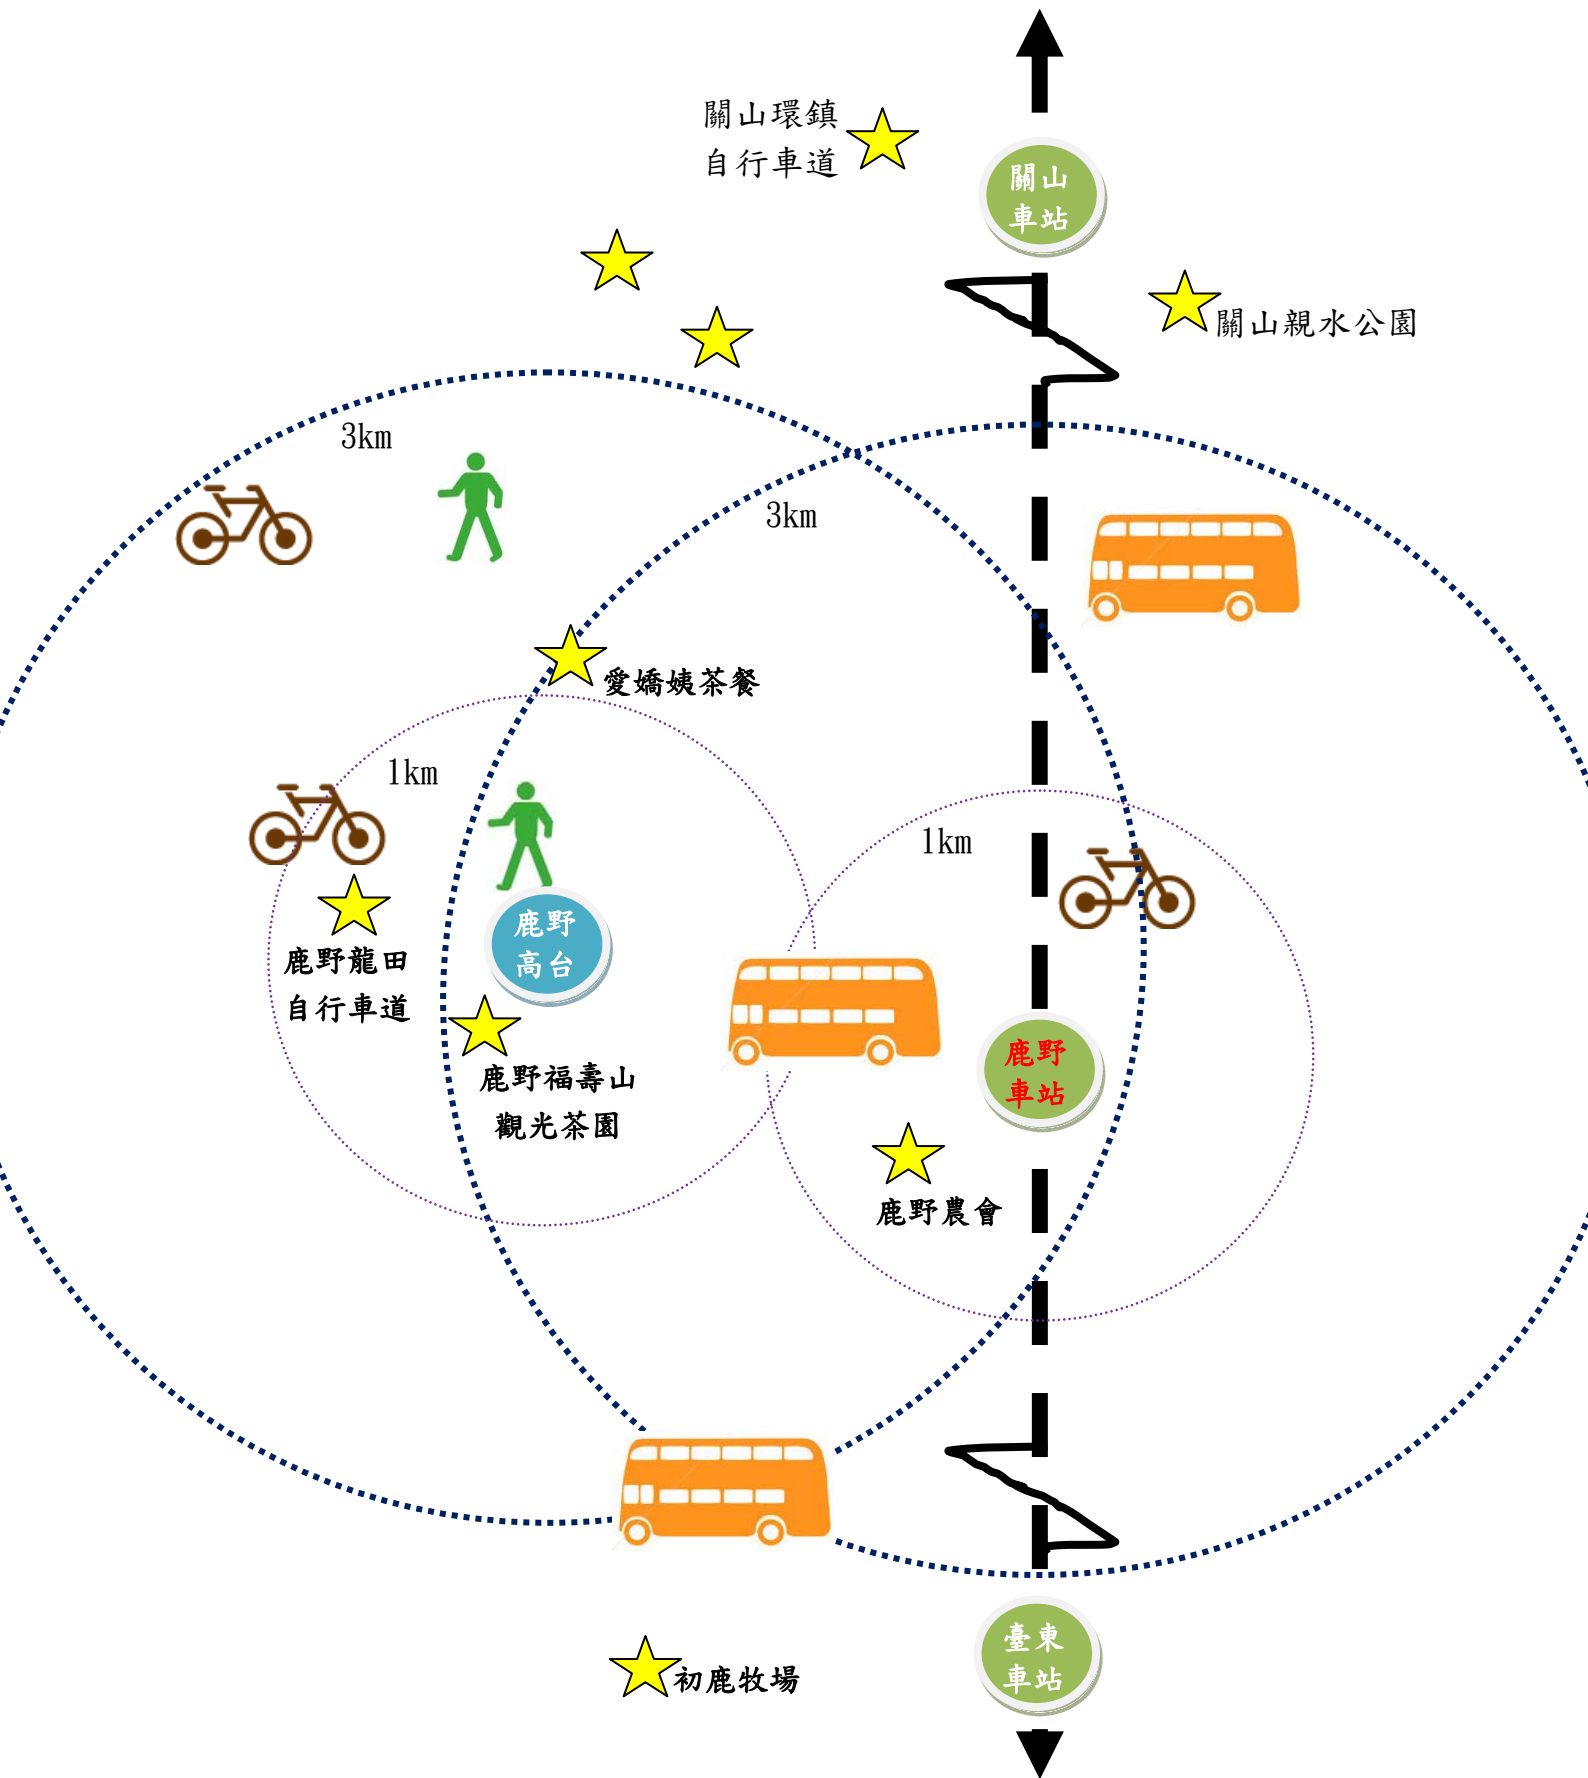 關山環鎮
自行車道
關山
車站
關山親水公園
3km
3km
愛嬌姨茶餐
1km
1km
鹿野
高台
鹿野龍田
自行車道
鹿野
車站
鹿野福壽山
觀光茶園
鹿野農會
臺東
車站
初鹿牧場